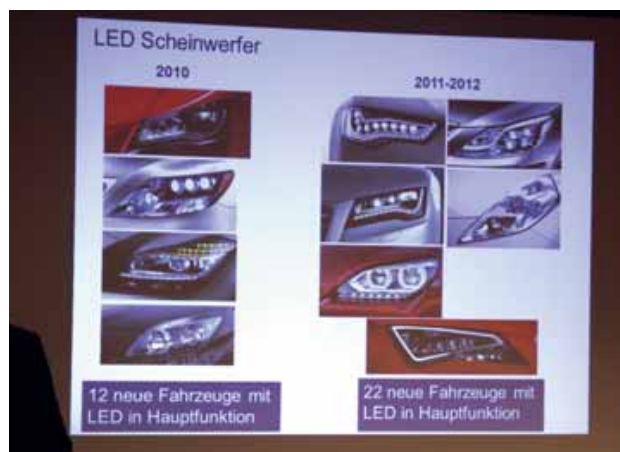 LED Scheinwerfer
2010
2011-2012
12 neue Fahrzeuge mit
LED in Hauptfunktion
22 neue Fahrzeuge mit
LED in Hauptfunktion